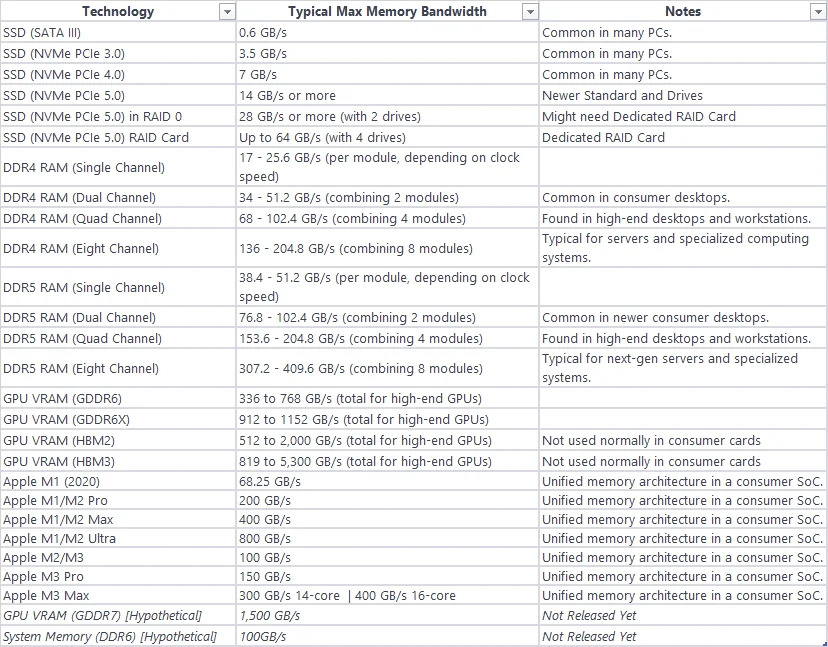 Technology Typical Max Memory Bandwidth Notes
SSD (SATA III) 0.6 GB/s Common in many PCs.
SSD (NVMe PCIe 3.0) 3.5 GB/s Common in many PCs.
SSD (NVMe PCIe 4.0) 7 GB/s Common in many PCs.
SSD (NVMe PCIe 5.0) 14 GB/s or more Newer Standard and Drives
SSD (NVMe PCIe 5.0) in RAID 0 28 GB/s or more (with 2 drives) Might need Dedicated RAID Card
SSD (NVMe PCIe 5.0) RAID Card Up to 64 GB/s (with 4 drives) Dedicated RAID Card
DDR4 RAM (Single Channel) 17 - 25.6 GB/s (per module, depending on clock
speed)
DDR4 RAM (Dual Channel) 34 - 51.2 GB/s (combining 2 modules) Common in consumer desktops.
DDR4 RAM (Quad Channel) 68 - 102.4 GB/s (combining 4 modules) Found in high-end desktops and workstations.
DDR4 RAM (Eight Channel) 136 - 204.8 GB/s (combining 8 modules) Typical for servers and specialized computing
systems.
DDR5 RAM (Single Channel) 38.4 - 51.2 GB/s (per module, depending on clock
speed)
DDR5 RAM (Dual Channel) 76.8 - 102.4 GB/s (combining 2 modules) Common in newer consumer desktops.
DDR5 RAM (Quad Channel) 153.6 - 204.8 GB/s (combining 4 modules) Found in high-end desktops and workstations.
DDR5 RAM (Eight Channel) 307.2 - 409.6 GB/s (combining 8 modules) Typical for next-gen servers and specialized
systems.
GPU VRAM (GDDR6) 336 to 768 GB/s (total for high-end GPUs)
GPU VRAM (GDDR6X) 912 to 1152 GB/s (total for high-end GPUs)
GPU VRAM (HBM2) 512 to 2,000 GB/s (total for high-end GPUs) Not used normally in consumer cards
GPU VRAM (HBM3) 819 to 5,300 GB/s (total for high-end GPUs) Not used normally in consumer cards
Apple M1 (2020) 68.25 GB/s Unified memory architecture in a consumer SoC.
Apple M1/M2 Pro 200 GB/s Unified memory architecture in a consumer SoC.
Apple M1/M2 Max 400 GB/s Unified memory architecture in a consumer SoC.
Apple M1/M2 Ultra 800 GB/s Unified memory architecture in a consumer SoC.
Apple M2/M3 100 GB/s Unified memory architecture in a consumer SoC.
Apple M3 Pro 150 GB/s Unified memory architecture in a consumer SoC.
Apple M3 Max 300 GB/s 14-core | 400 GB/s 16-core Unified memory architecture in a consumer SoC.
GPU VRAM (GDDR7) [Hypothetical] 1,500 GB/s Not Released Yet
System Memory (DDR6) [Hypothetical] 100GB/s Not Released Yet